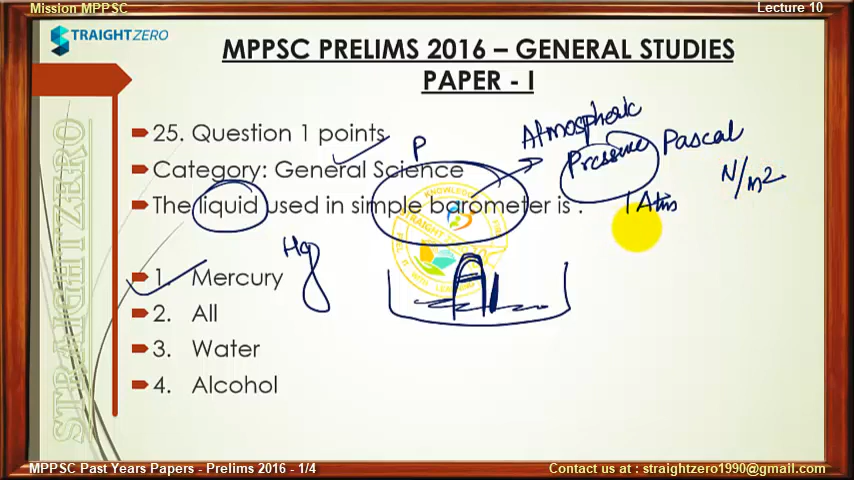 Mission MPPSC
Lecture 10
STRAIGHTZERO
MPPSC PRELIMS 2016 – GENERAL STUDIES
PAPER - I
25. Question 1 points
Category: General Science
The liquid used in simple barometer is :
P
Atmospheric
Pressure
Pascal
N/m2
1 Atm
Hg
1. Mercury
2. All
3. Water
4. Alcohol
STRAIGHTZERO
MPPSC Past Years Papers - Prelims 2016 - 1/4
Contact us at : straightzero1990@gmail.com